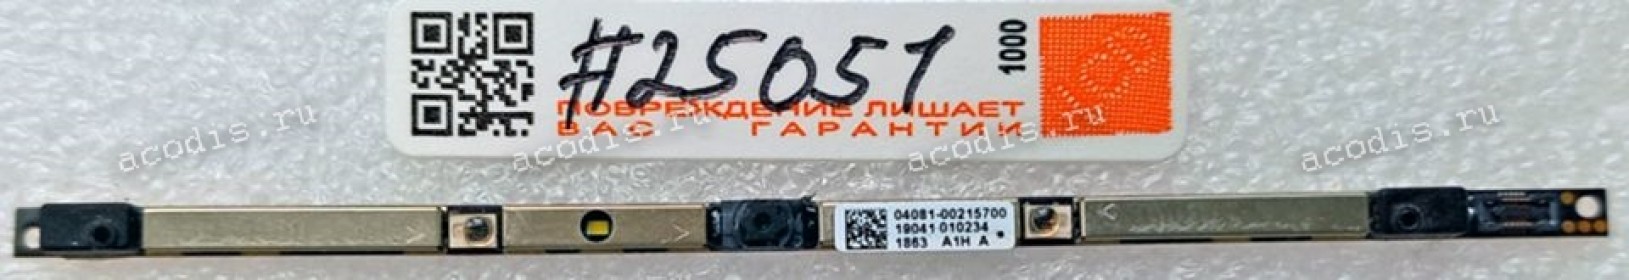 #25051
1000
ПОВРЕЖДЕНИЕ ЛИШАЕТ
ВАС ГАРАНТИИ
acodis.ru
acodis.ru
acodis.ru
acodis.ru
04081-00215700
19041 010234
1863 A1H A